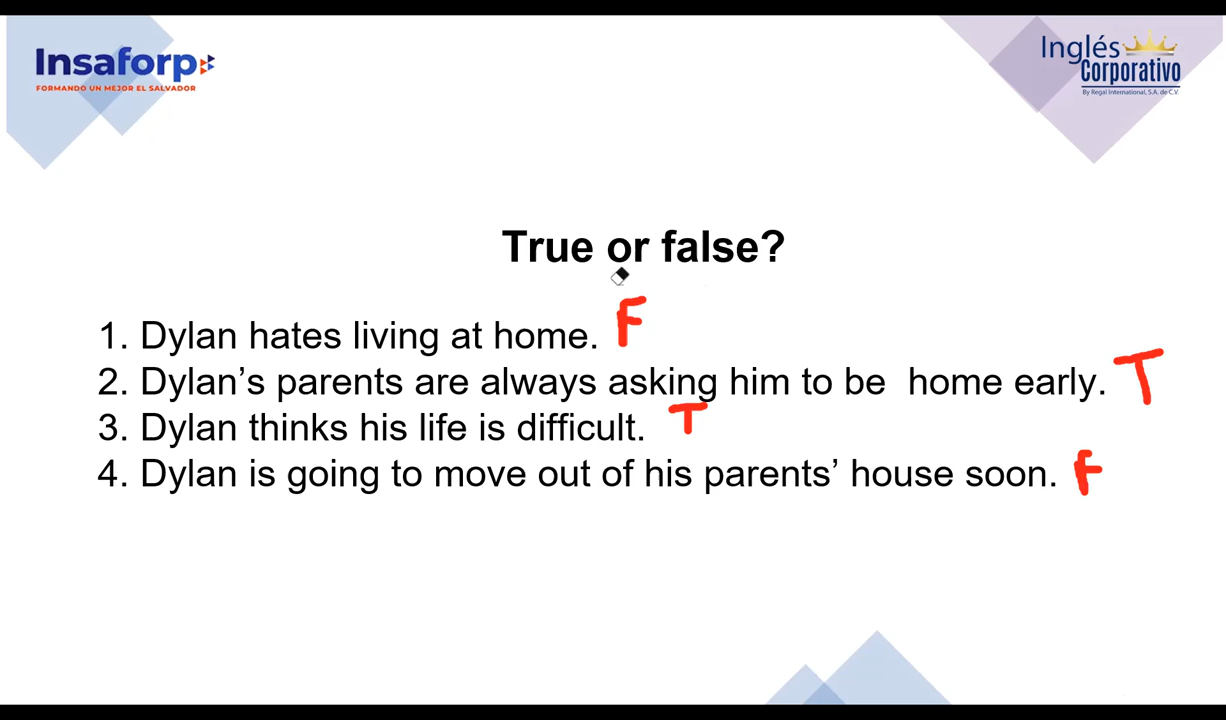 Insaforp
FORMANDO UN MEJOR EL SALVADOR
Inglés
Corporativo
By Regal International, S.A. de C.V.
True or false?
1. Dylan hates living at home. F
2. Dylan’s parents are always asking him to be home early. T
3. Dylan thinks his life is difficult. T
4. Dylan is going to move out of his parents’ house soon. F